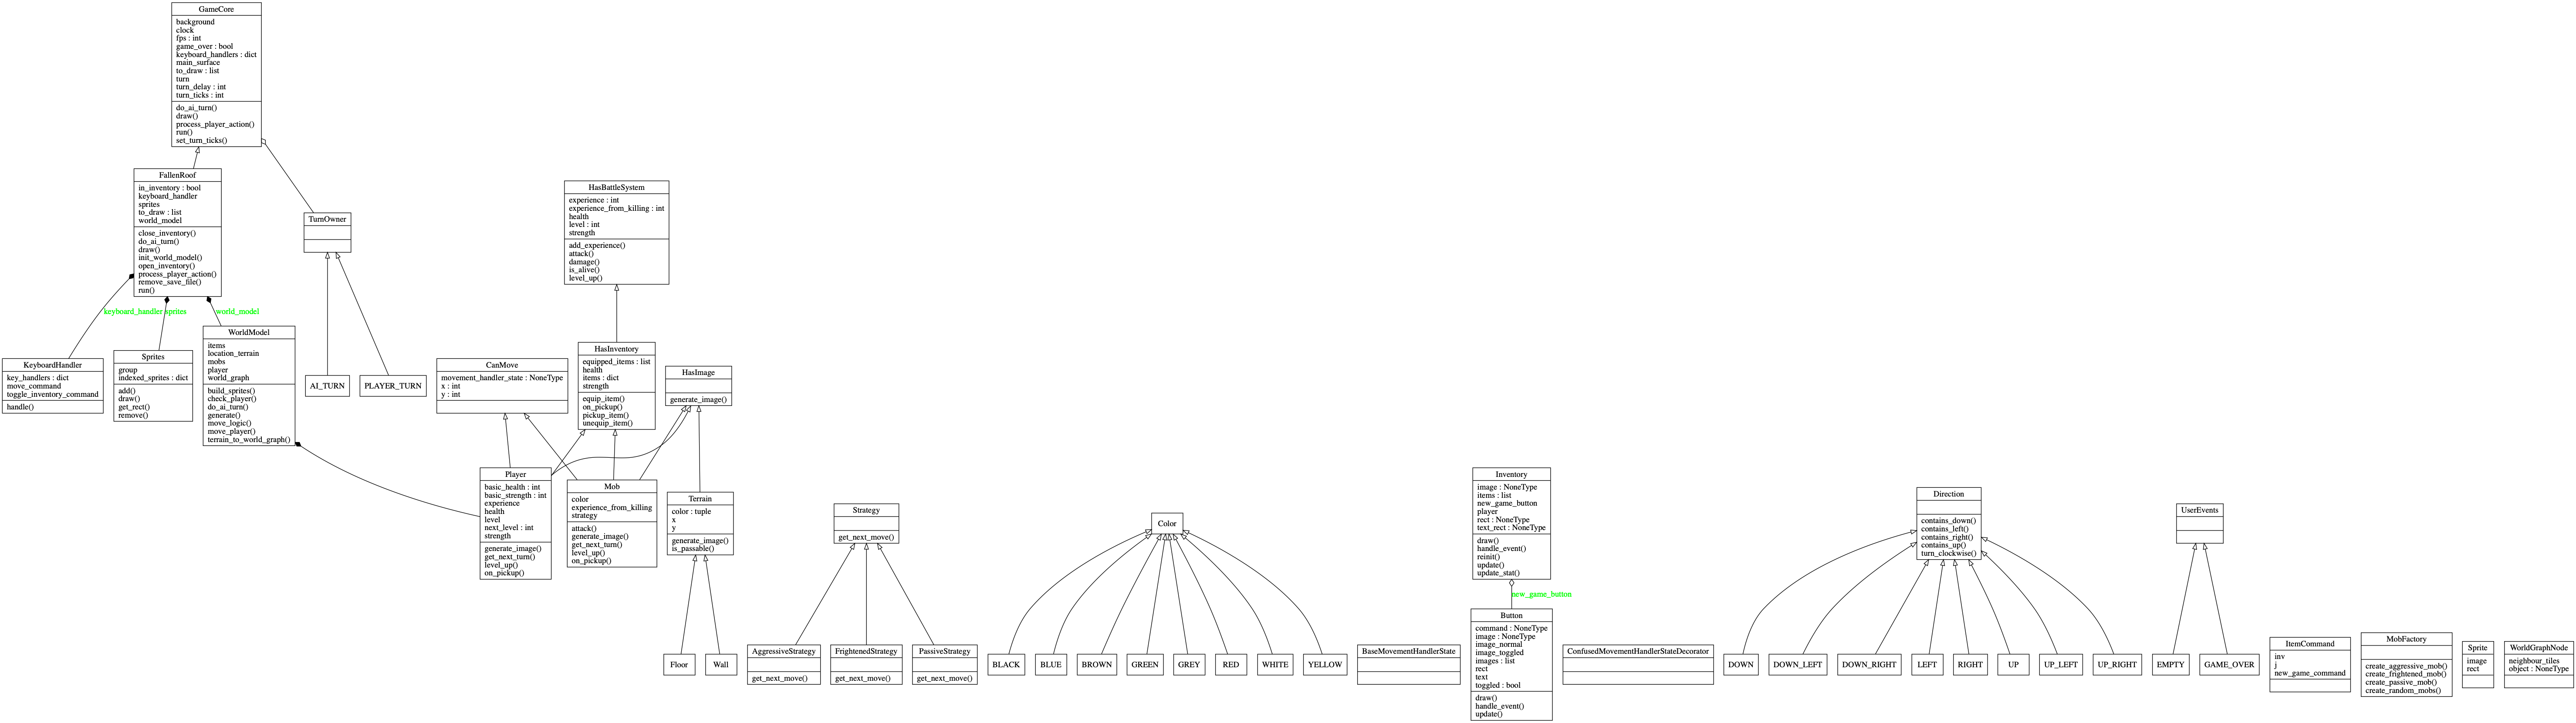 GameCore
background
clock
fps : int
game_over : bool
keyboard_handlers : dict
main_surface
to_draw : list
turn
turn_delay : int
turn_ticks : int
do_ai_turn()
draw()
process_player_action()
run()
set_turn_ticks()
FallenRoof
in_inventory : bool
keyboard_handler
sprites
to_draw : list
world_model
close_inventory()
do_ai_turn()
draw()
init_world_model()
open_inventory()
process_player_action()
remove_save_file()
run()
TurnOwner
HasBattleSystem
experience : int
experience_from_killing : int
health
level : int
strength
add_experience()
attack()
damage()
is_alive()
level_up()
keyboard_handler
sprites
world_model
KeyboardHandler
key_handlers : dict
move_command
toggle_inventory_command
handle()
Sprites
group
indexed_sprites : dict
add()
draw()
get_rect()
remove()
WorldModel
items
location_terrain
mobs
player
world_graph
build_sprites()
check_player()
do_ai_turn()
generate()
move_logic()
move_player()
terrain_to_world_graph()
AI_TURN
PLAYER_TURN
CanMove
movement_handler_state : NoneType
x : int
y : int
HasInventory
equipped_items : list
health
items : dict
strength
equip_item()
on_pickup()
pickup_item()
unequip_item()
HasImage
generate_image()
Player
basic_health : int
basic_strength : int
experience
health
level
next_level : int
strength
generate_image()
get_next_turn()
level_up()
on_pickup()
Mob
color
experience_from_killing
strategy
attack()
generate_image()
get_next_turn()
level_up()
on_pickup()
Terrain
color : tuple
x
y
generate_image()
is_passable()
Floor
Wall
Strategy
get_next_move()
AggressiveStrategy
get_next_move()
FrightenedStrategy
get_next_move()
PassiveStrategy
get_next_move()
Color
BLACK
BLUE
BROWN
GREEN
GREY
RED
WHITE
YELLOW
BaseMovementHandlerState
Inventory
image : NoneType
items : list
new_game_button
player
rect : NoneType
text_rect : NoneType
draw()
handle_event()
reinit()
update()
update_stat()
new_game_button
Button
command : NoneType
image : NoneType
image_normal
image_toggled
images : list
rect
text
toggled : bool
draw()
handle_event()
update()
ConfusedMovementHandlerStateDecorator
Direction
contains_down()
contains_left()
contains_right()
contains_up()
turn_clockwise()
DOWN
DOWN_LEFT
DOWN_RIGHT
LEFT
RIGHT
UP
UP_LEFT
UP_RIGHT
UserEvents
EMPTY
GAME_OVER
ItemCommand
inv
j
new_game_command
MobFactory
create_aggressive_mob()
create_frightened_mob()
create_passive_mob()
create_random_mobs()
Sprite
image
rect
WorldGraphNode
neighbour_tiles
object : NoneType